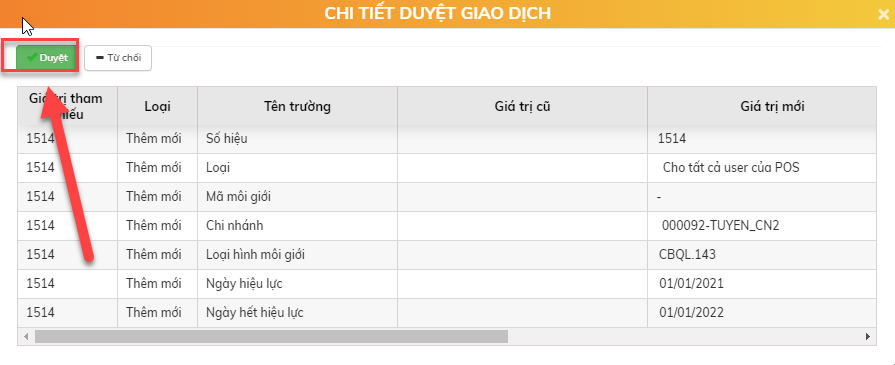 CHI TIẾT DUYỆT GIAO DỊCH
Duyệt Từ chối
Giá trị tham Loại Tên trường Giá trị cũ Giá trị mới
1514 Thêm mới Số hiệu 1514
1514 Thêm mới Loại Cho tất cả user của POS
1514 Thêm mới Mã môi giới -
1514 Thêm mới Chi nhánh 000092-TUYEN_CN2
1514 Thêm mới Loại hình môi giới CBQL.143
1514 Thêm mới Ngày hiệu lực 01/01/2021
1514 Thêm mới Ngày hết hiệu lực 01/01/2022